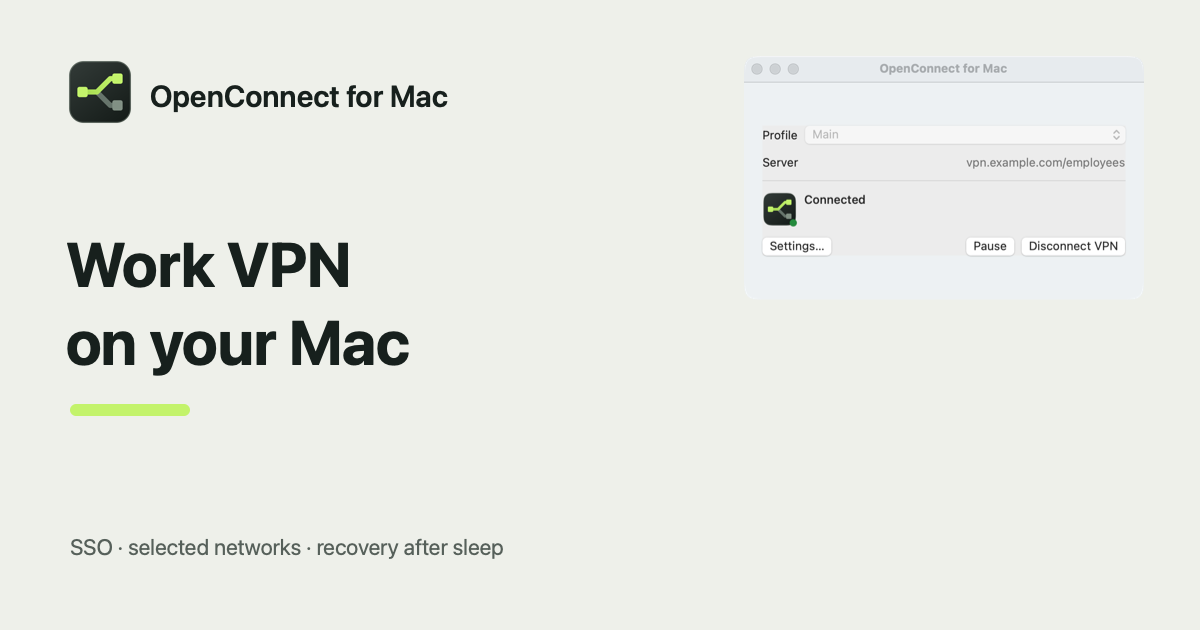 OpenConnect for Mac
Work VPN
on your Mac
SSO · selected networks · recovery after sleep
OpenConnect for Mac
Profile Main
Server vpn.example.com/employees
Connected
Settings... Pause Disconnect VPN